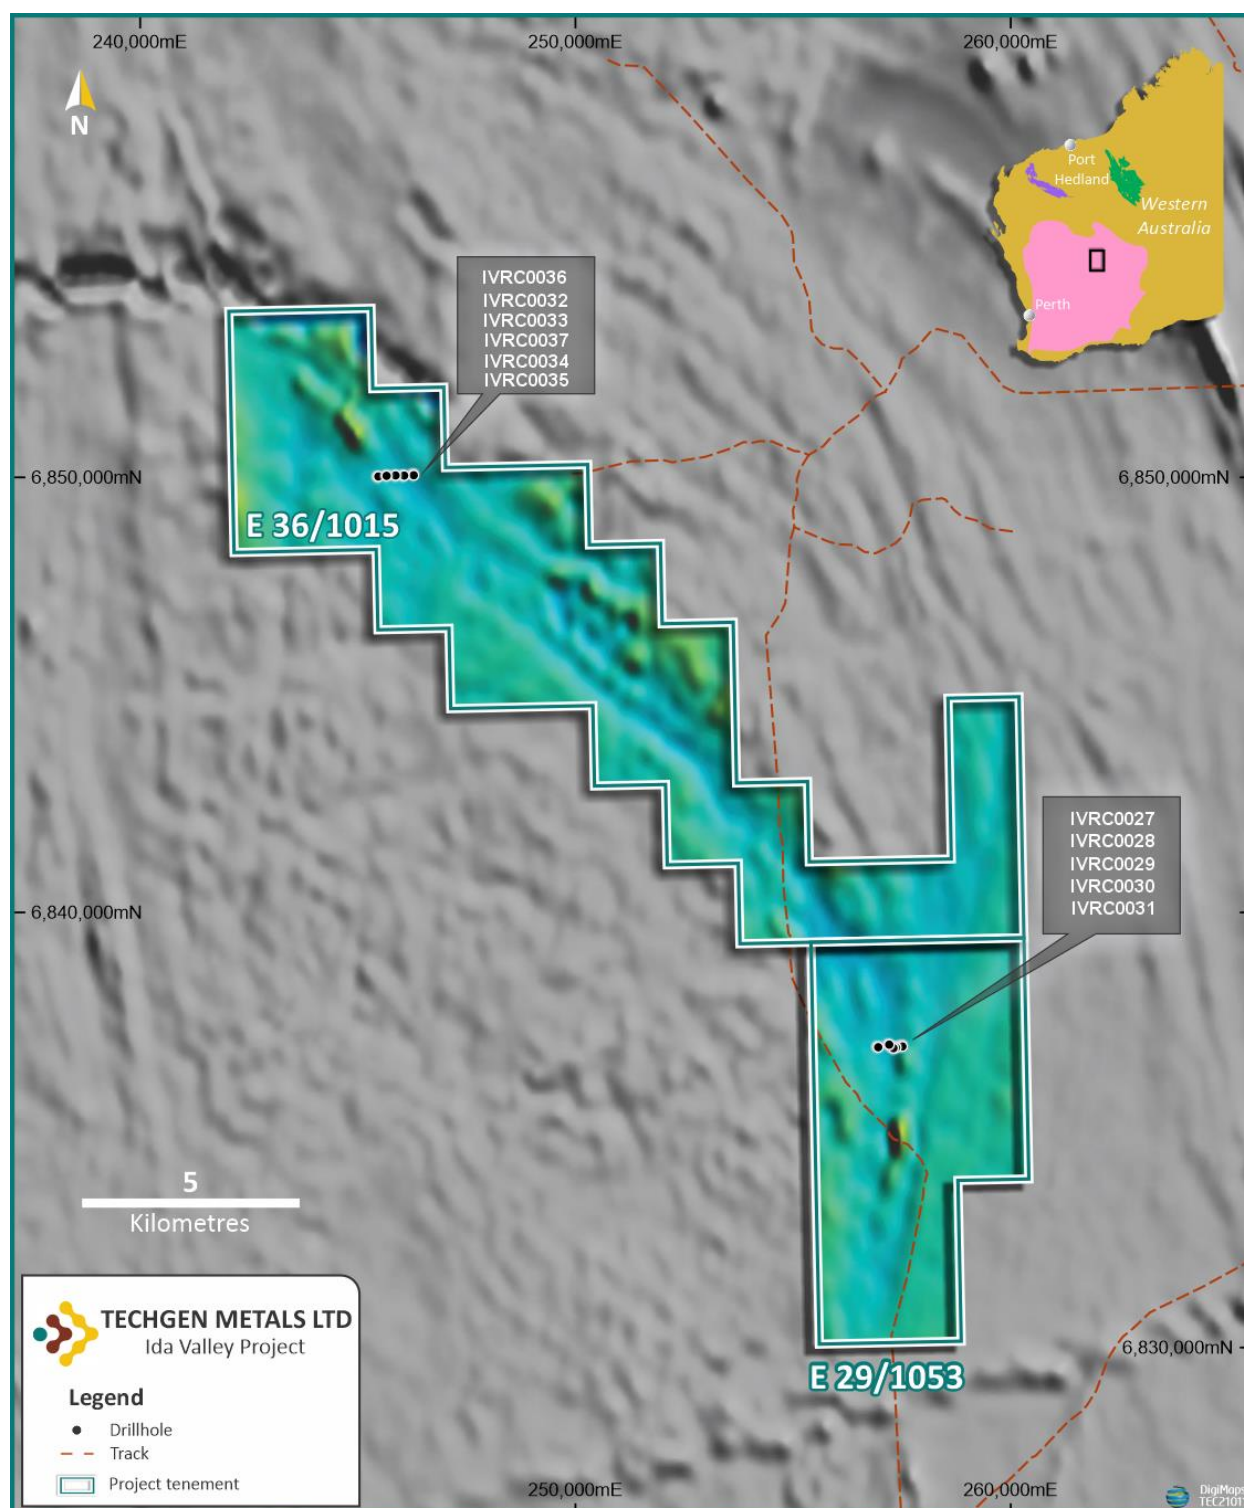 240,000mE
250,000mE
260,000mE
N
Port
Hedland
Western
Australia
Perth
IVRC0036
IVRC0032
IVRC0033
IVRC0037
IVRC0034
IVRC0035
6,850,000mN
6,850,000mN
E 36/1015
IVRC0027
IVRC0028
IVRC0029
IVRC0030
IVRC0031
6,840,000mN
5
Kilometres
TECHGEN METALS LTD
Ida Valley Project
Legend
Drillhole
Track
Project tenement
6,830,000mN
E 29/1053
250,000mE
260,000mE
DigiMaps